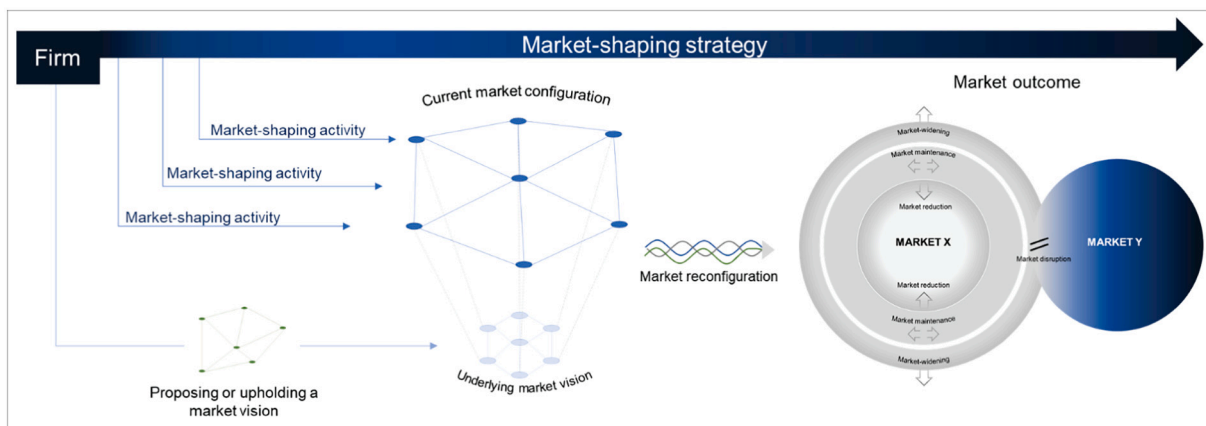 Firm
Market-shaping strategy
Current market configuration
Market outcome
Market-shaping activity
Market-shaping activity
Market-shaping activity
Proposing or upholding a
market vision
Underlying market vision
Market reconfiguration
Market-widening
Market maintenance
Market reduction
MARKET X
Market disruption
MARKET Y
Market reduction
Market maintenance
Market-widening